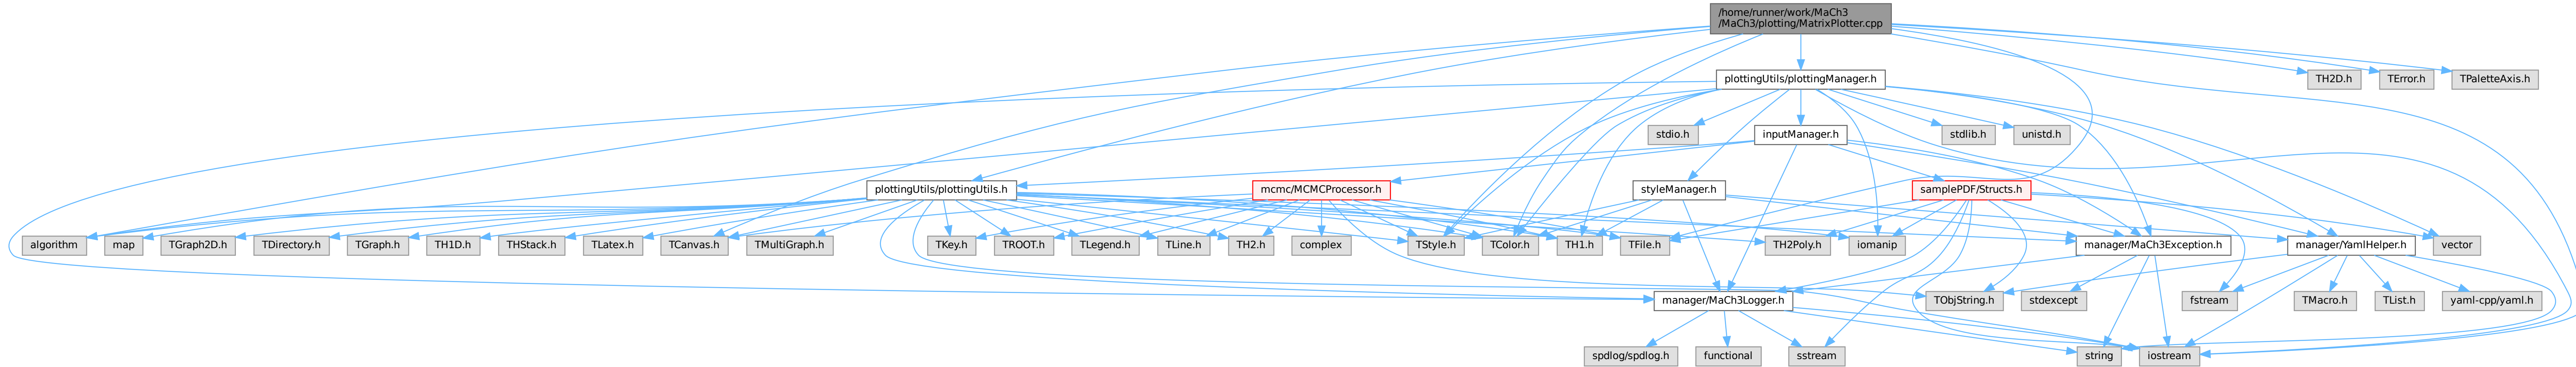 /home/runner/work/MaCh3
/MaCh3/plotting/MatrixPlotter.cpp
plottingUtils/plottingManager.h
TH2D.h
TError.h
TPaletteAxis.h
stdio.h
inputManager.h
stdlib.h
unistd.h
plottingUtils/plottingUtils.h
mcmc/MCMCProcessor.h
styleManager.h
samplePDF/Structs.h
algorithm
map
TGraph2D.h
TDirectory.h
TGraph.h
TH1D.h
THStack.h
TLatex.h
TCanvas.h
TMultiGraph.h
TKey.h
TROOT.h
TLegend.h
TLine.h
TH2.h
complex
TStyle.h
TColor.h
TH1.h
TFile.h
TH2Poly.h
iomanip
manager/MaCh3Exception.h
manager/YamlHelper.h
vector
manager/MaCh3Logger.h
TObjString.h
stdexcept
fstream
TMacro.h
TList.h
yaml-cpp/yaml.h
spdlog/spdlog.h
functional
sstream
string
iostream